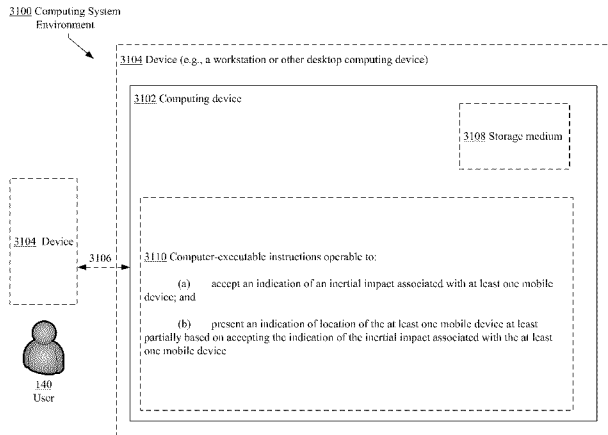 3100 Computing System
Environment
3104 Device (e.g., a workstation or other desktop computing device)
3102 Computing device
3108 Storage medium
3104 Device
3106
3110 Computer-executable instructions operable to:
(a) accept an indication of an inertial impact associated with at least one mobile
device; and
(b) present an indication of location of the at least one mobile device at least
partially based on accepting the indication of the inertial impact associated with the at least
one mobile device
140
User